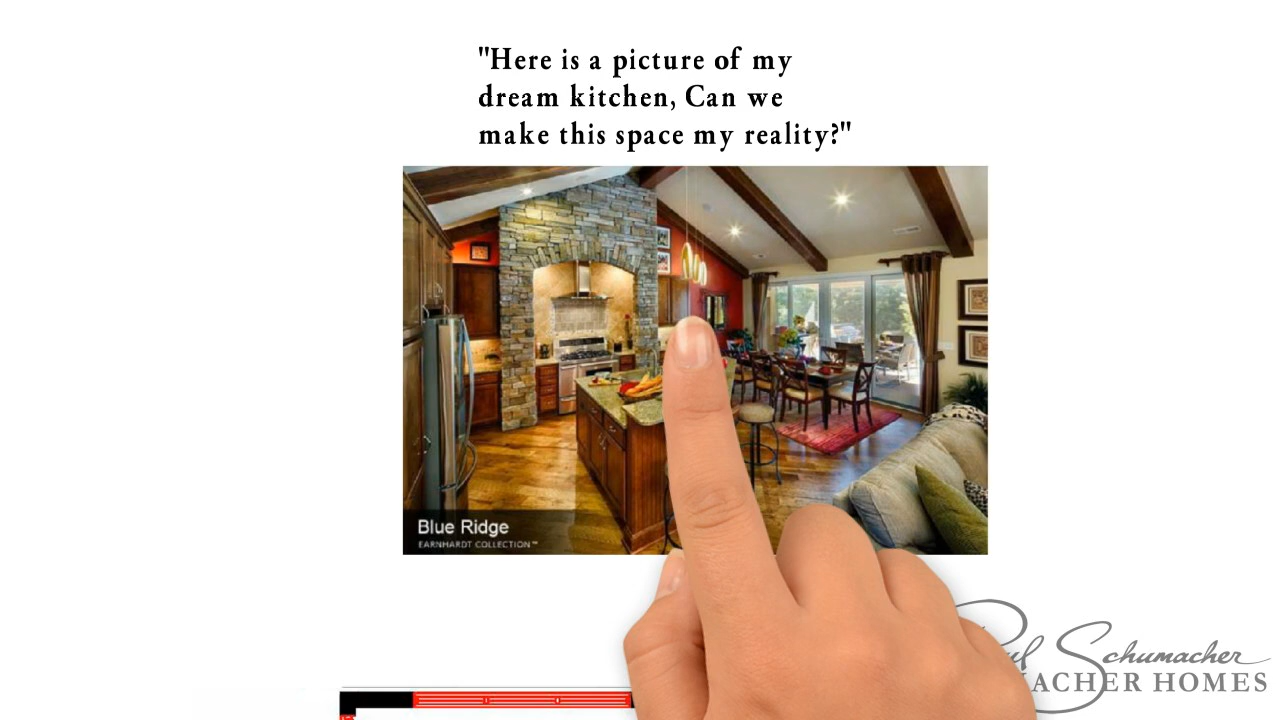 "Here is a picture of my
dream kitchen, Can we
make this space my reality?"
Blue Ridge
EARNHARDT COLLECTION™
Schumacher
HOMES